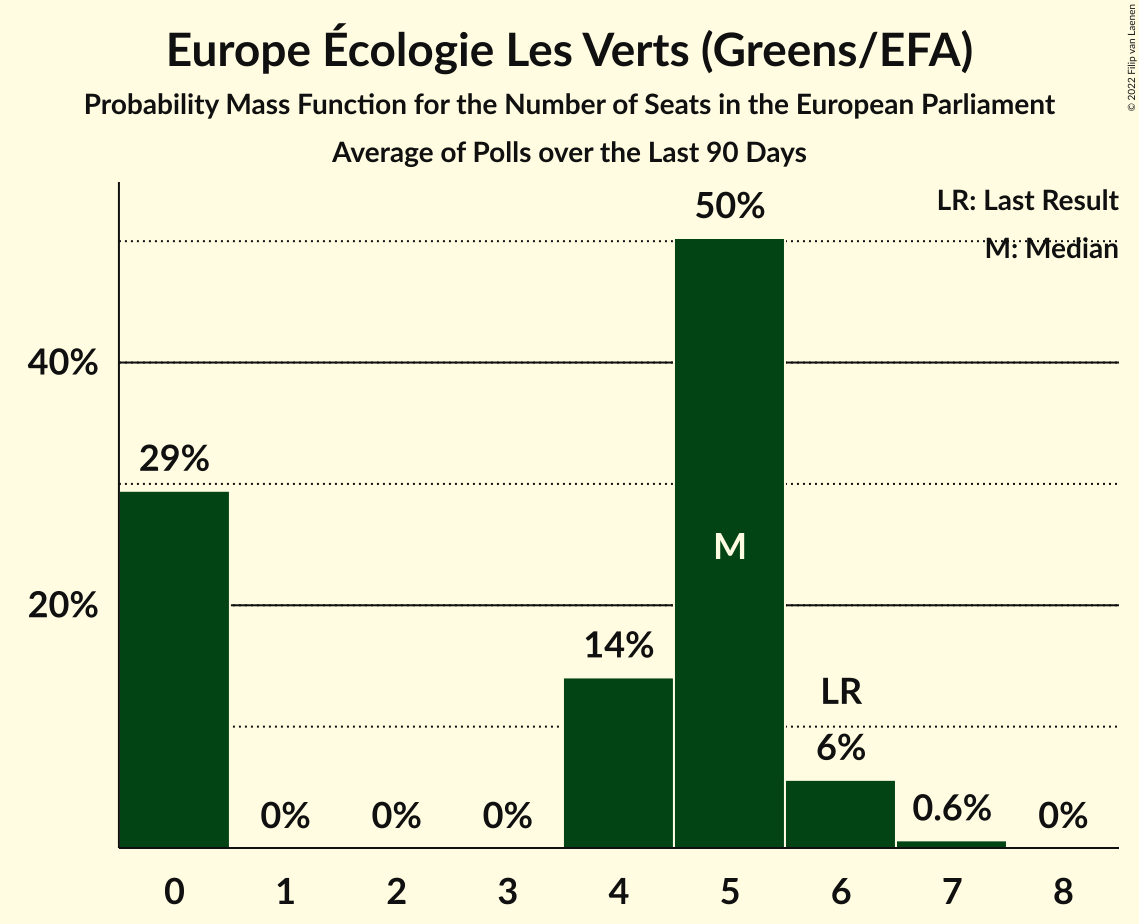 Europe Écologie Les Verts (Greens/EFA)
Probability Mass Function for the Number of Seats in the European Parliament
Average of Polls over the Last 90 Days
© 2022 Filip van Laenen
LR: Last Result
M: Median
50%
40%
29%
M
20%
14%
LR
6%
0% 0% 0% 0.6% 0%
0 1 2 3 4 5 6 7 8